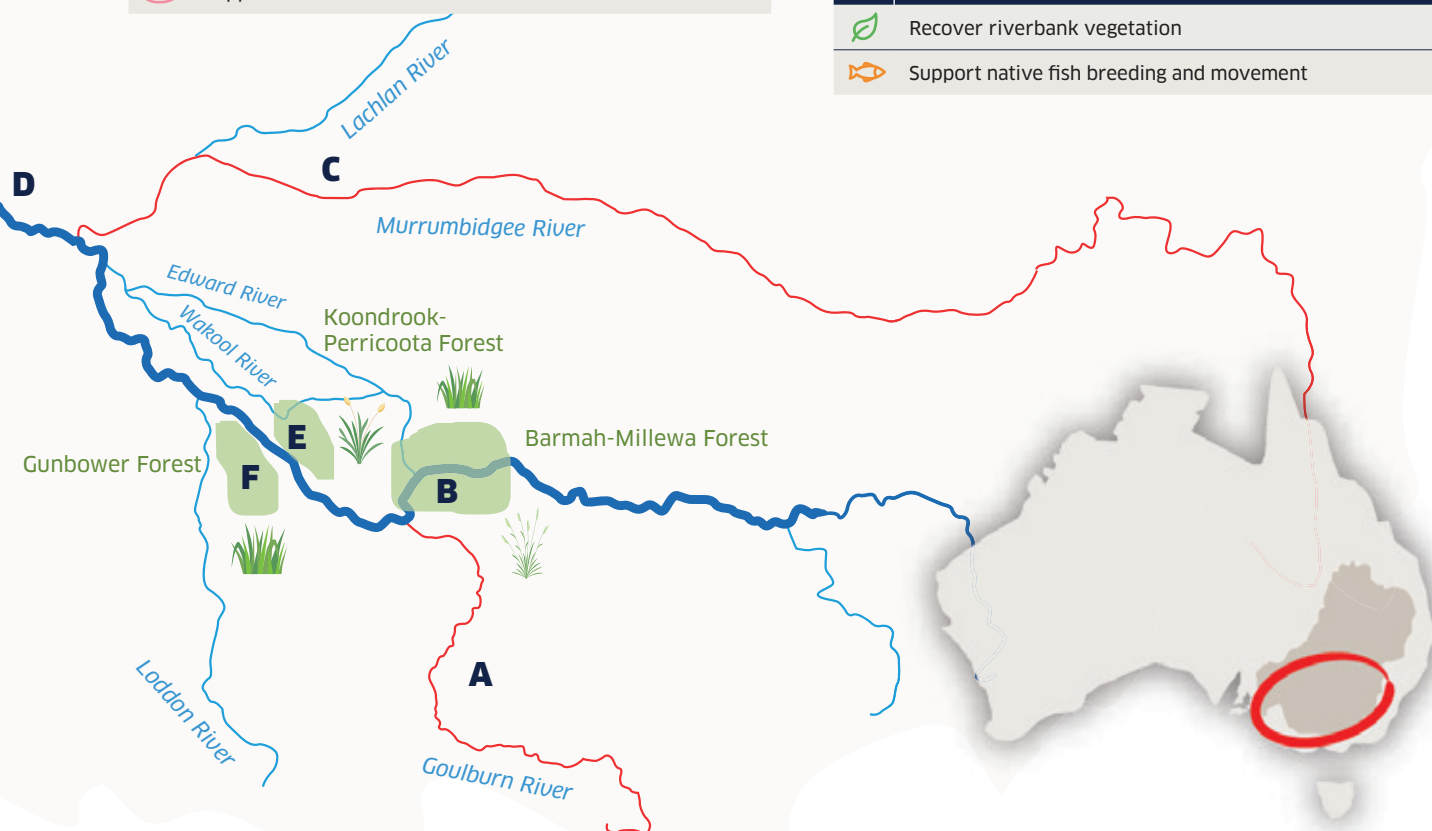 Recover riverbank vegetation
Support native fish breeding and movement
Lachlan River
C
D
Murrumbidgee River
Edward River
Koondrook-
Perricoota Forest
Wakool River
E
Barmah-Millewa Forest
Gunbower Forest
F
B
A
Loddon River
Goulburn River